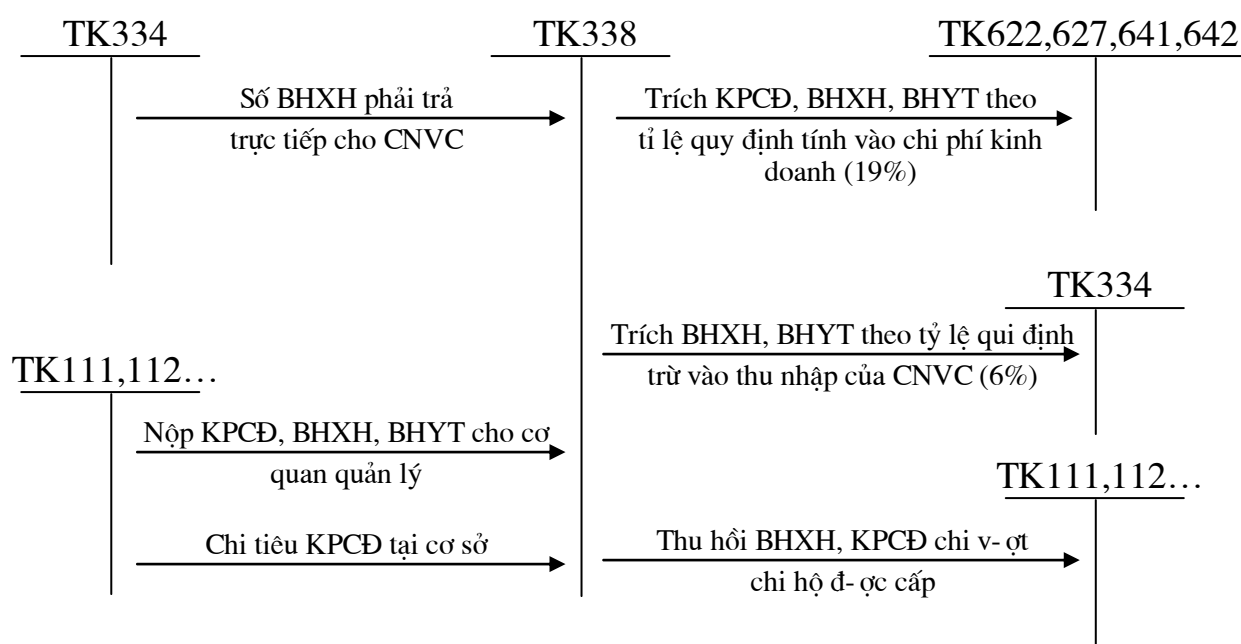 TK334
TK338
TK622,627,641,642
Số BHXH phải trả
trực tiếp cho CNVC
Trích KPCĐ, BHXH, BHYT theo
tỉ lệ quy định tính vào chi phí kinh
doanh (19%)
TK334
Trích BHXH, BHYT theo tỷ lệ qui định
trừ vào thu nhập của CNVC (6%)
TK111,112…
Nộp KPCĐ, BHXH, BHYT cho cơ
quan quản lý
TK111,112…
Chi tiêu KPCĐ tại cơ sở
Thu hồi BHXH, KPCĐ chi v- ợt
chi hộ đ- ợc cấp